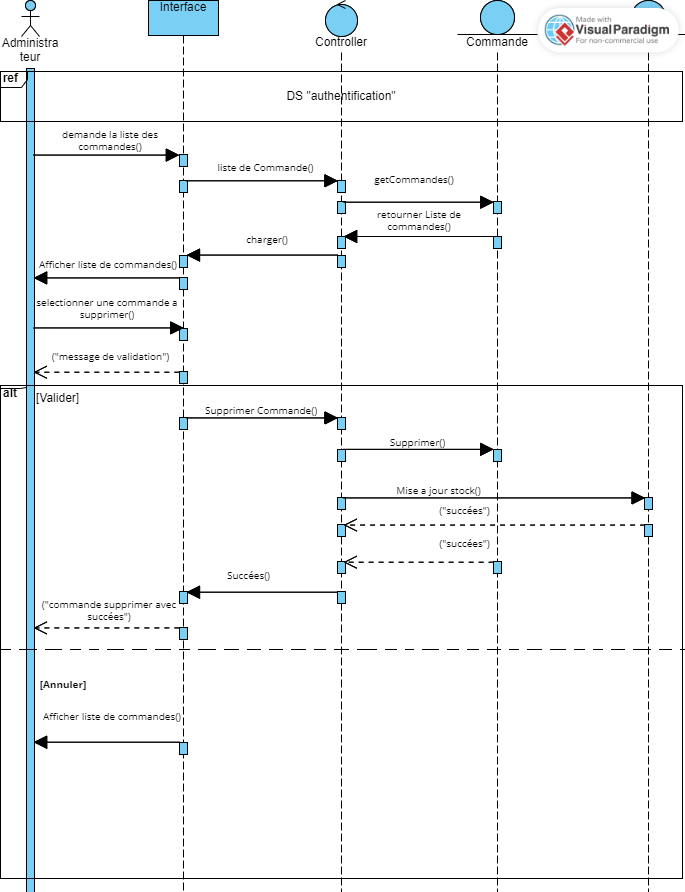 Interface
Made with
VisualParadigm
For non-commercial use
Administra
teur
Controller
Commande
ref
DS "authentification"
demande la liste des
commandes()
liste de Commande()
getCommandes()
retourner Liste de
commandes()
charger()
Afficher liste de commandes()
selectionner une commande a
supprimer()
("message de validation")
alt
[Valider]
Supprimer Commande()
Supprimer()
Mise a jour stock()
("succées")
("succées")
Succées()
("commande supprimer avec
succées")
[Annuler]
Afficher liste de commandes()